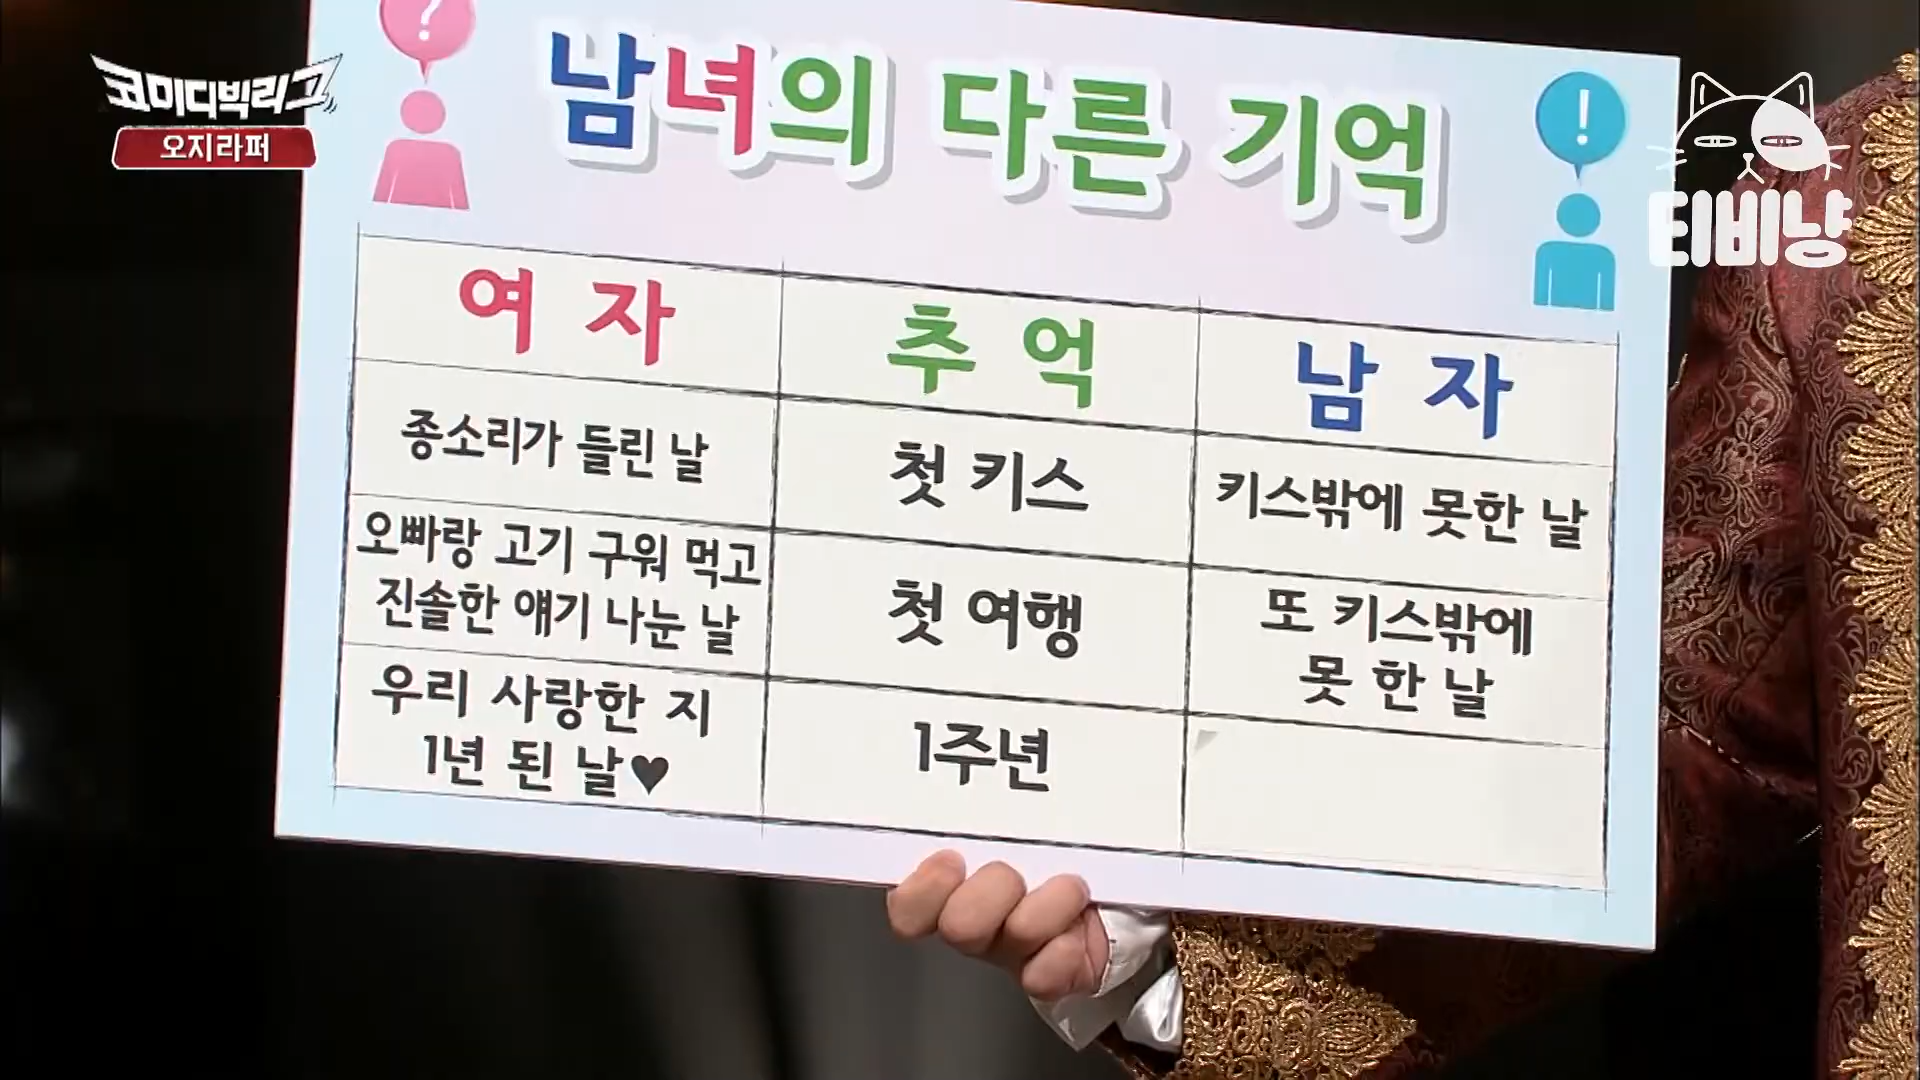 코미디빅리그
오지라퍼
?
!
티비냥
남녀의 다른 기억
여 자
추 억
남 자
종소리가 들린 날
첫 키스
키스밖에 못한 날
오빠랑 고기 구워 먹고
진솔한 얘기 나눈 날
첫 여행
또 키스밖에
못 한 날
우리 사랑한 지
1년 된 날♥
1주년